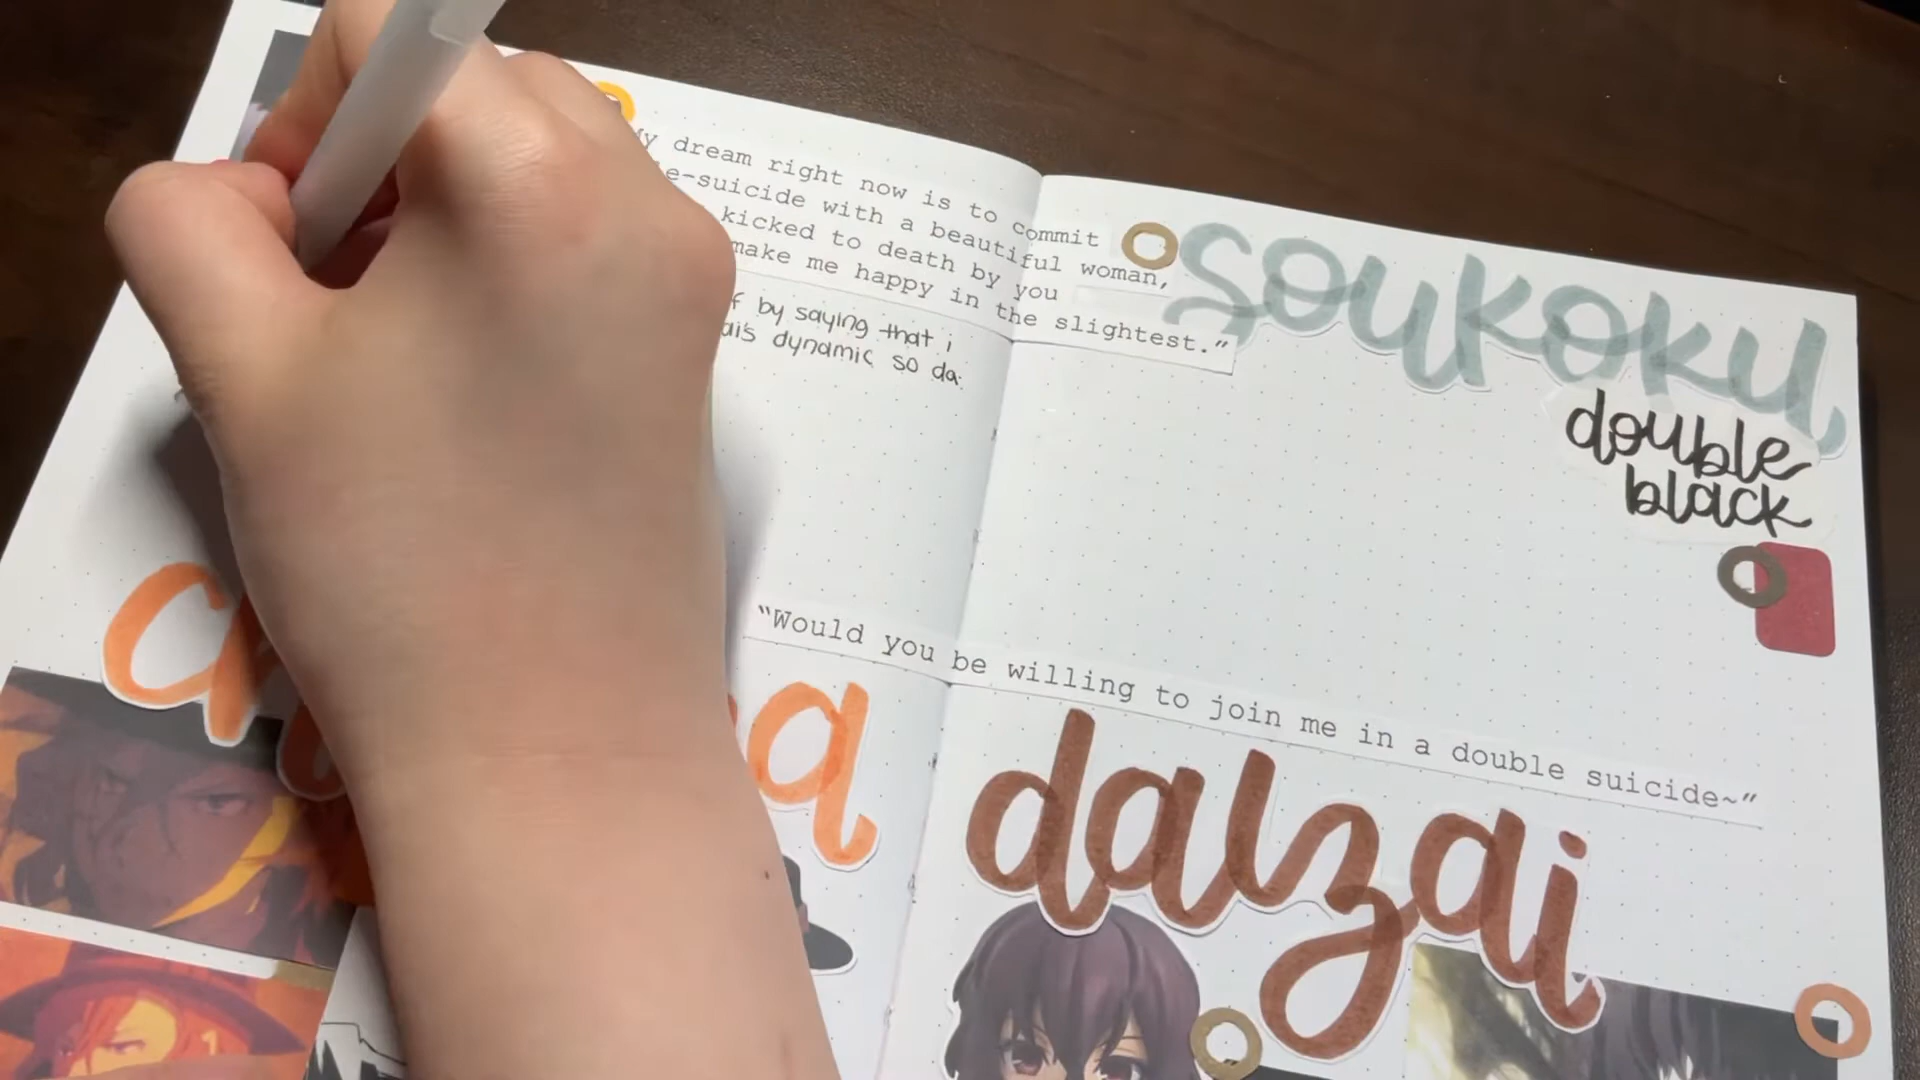 dream right now is to commit
e-suicide with a beautiful woman,
kicked to death by you
make me happy in the slightest.”
by saying that i
dynamic so da
soukoku
double
black
“Would you be willing to join me in a double suicide~”
daizai